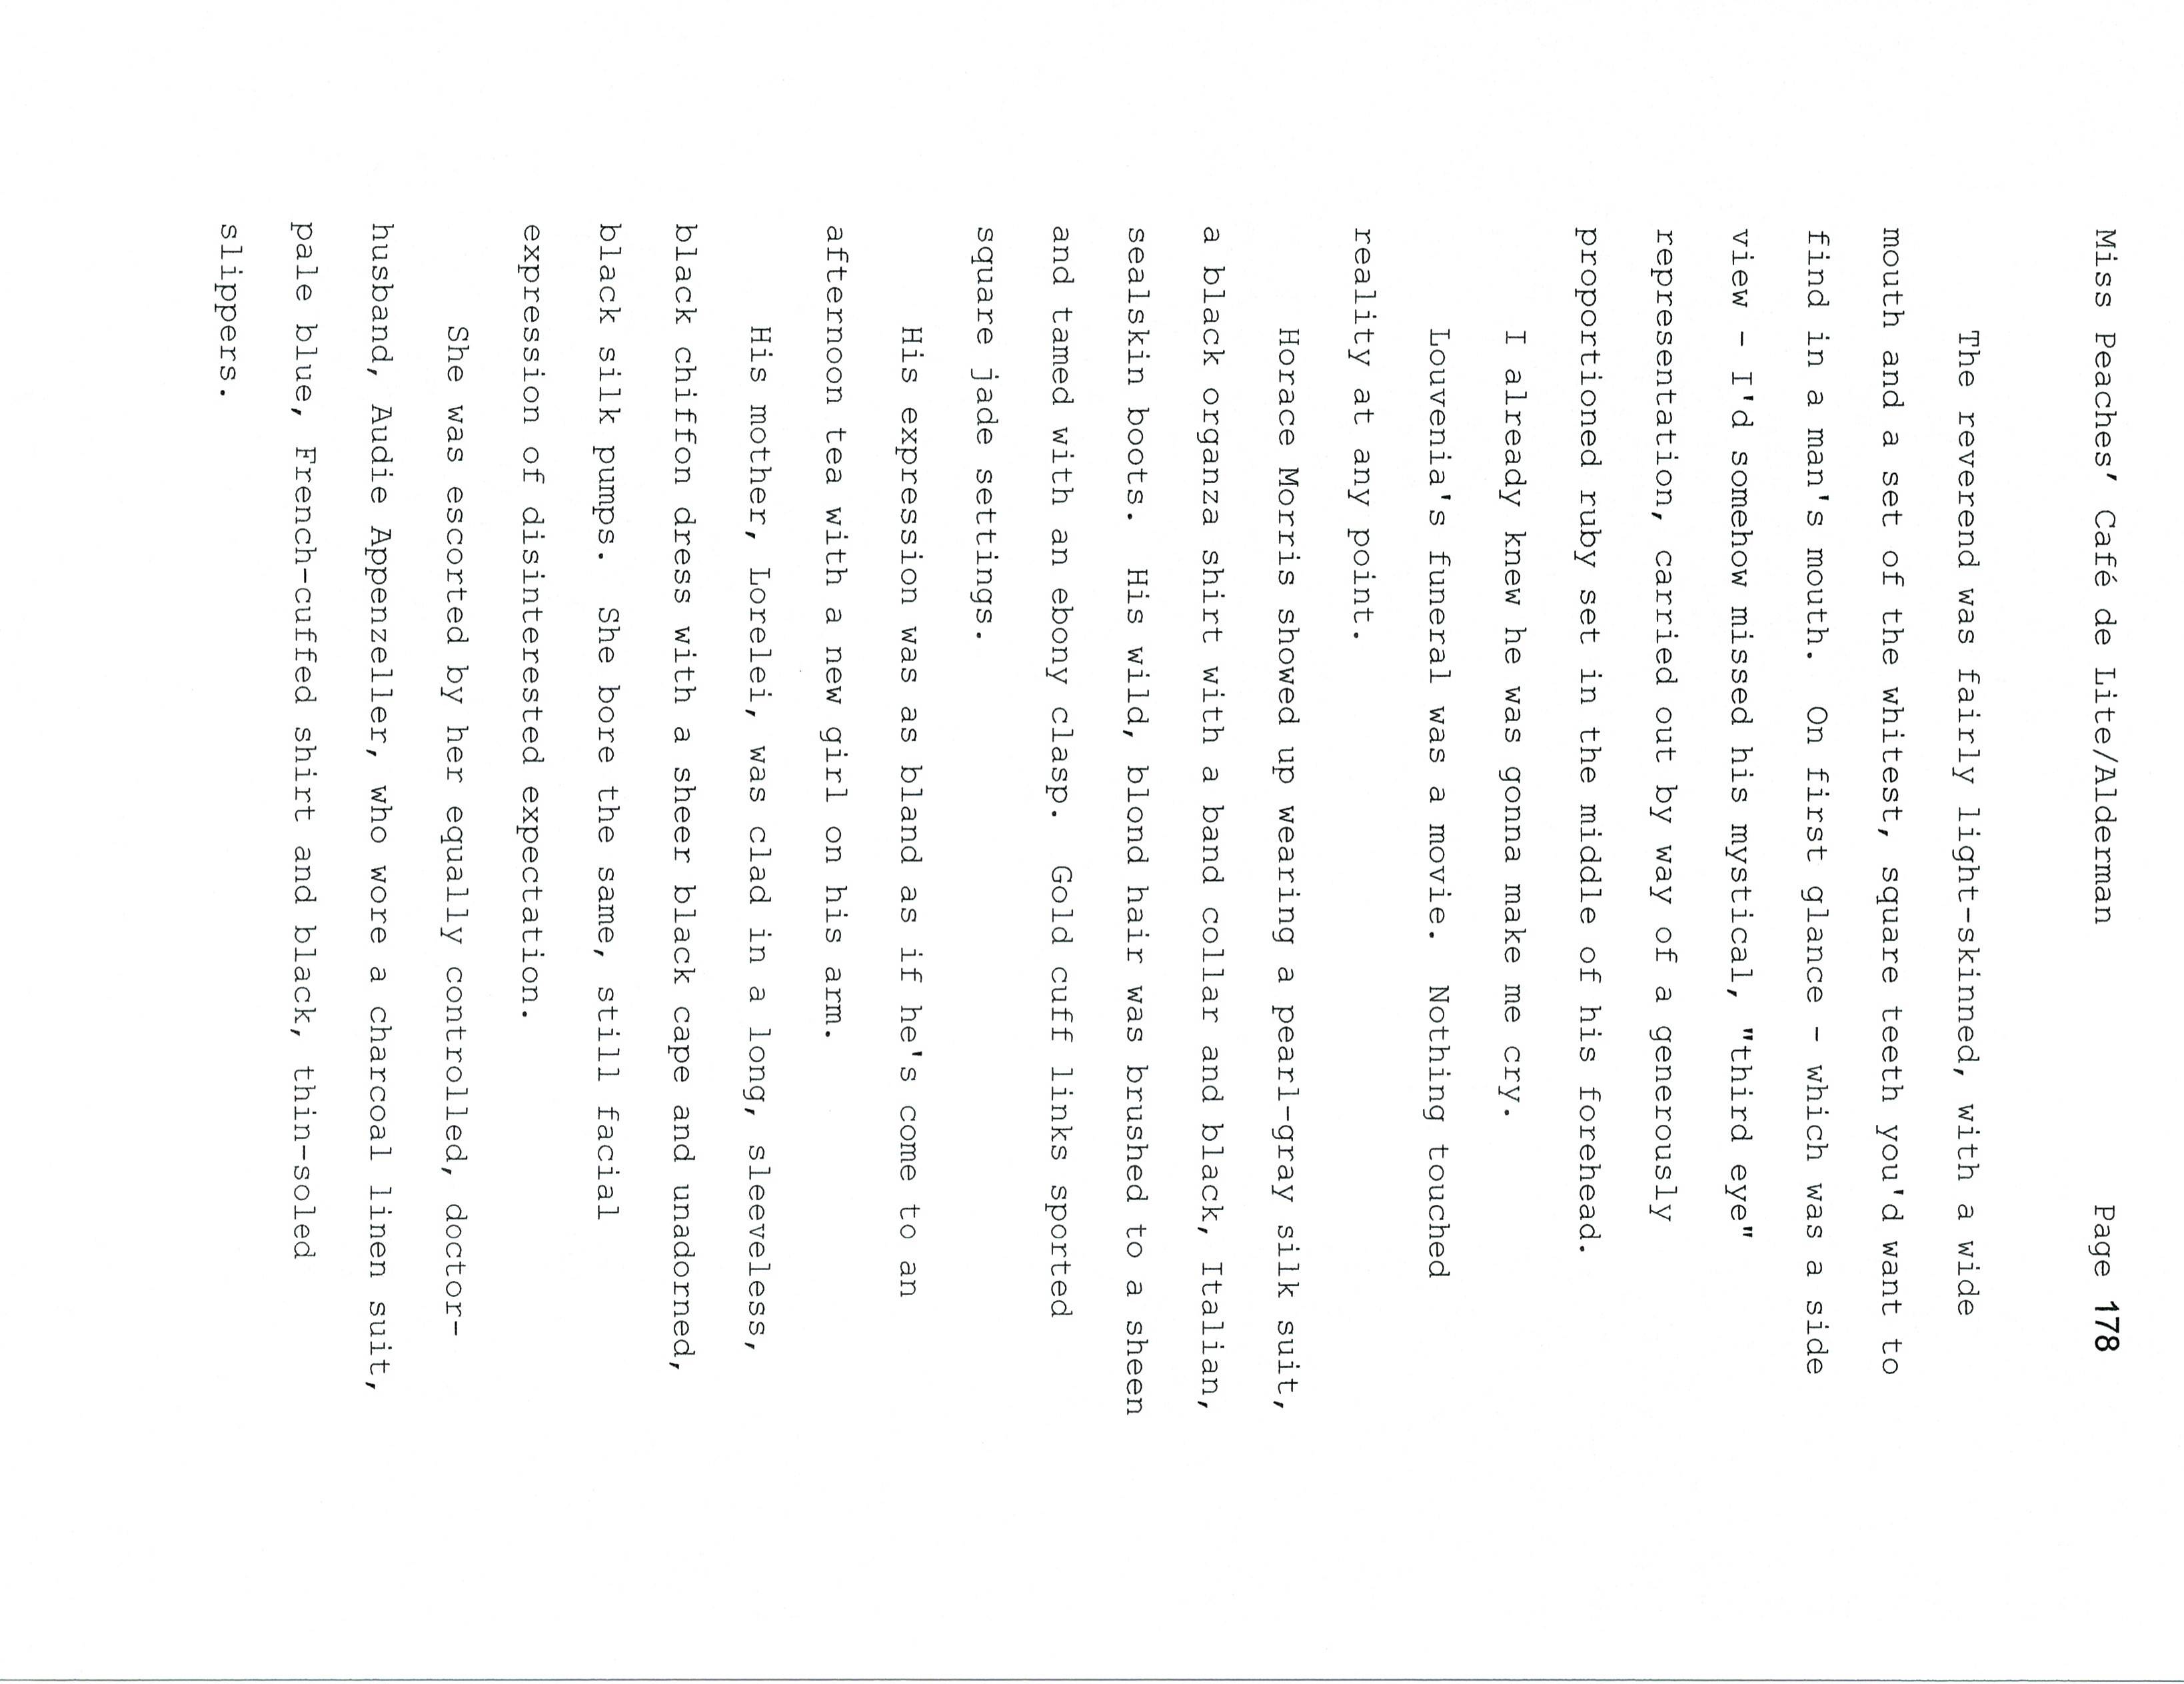 Miss Peaches’ Café de Lite/Alderman Page 178
The reverend was fairly light-skinned, with a wide
mouth and a set of the whitest, square teeth you'd want to
find in a man's mouth. On first glance - which was a side
view - I'd somehow missed his mystical, "third eye"
representation, carried out by way of a generously
proportioned ruby set in the middle of his forehead.
I already knew he was gonna make me cry.
Louvenia's funeral was a movie. Nothing touched
reality at any point.
Horace Morris showed up wearing a pearl-gray silk suit,
a black organza shirt with a band collar and black, Italian,
sealskin boots. His wild, blond hair was brushed to a sheen
and tamed with an ebony clasp. Gold cuff links sported
square jade settings.
His expression was as bland as if he's come to an
afternoon tea with a new girl on his arm.
His mother, Lorelei, was clad in a long, sleeveless,
black chiffon dress with a sheer black cape and unadorned,
black silk pumps. She bore the same, still facial
expression of disinterested expectation.
She was escorted by her equally controlled, doctor-
husband, Audie Appenzeller, who wore a charcoal linen suit,
pale blue, French-cuffed shirt and black, thin-soled
slippers.